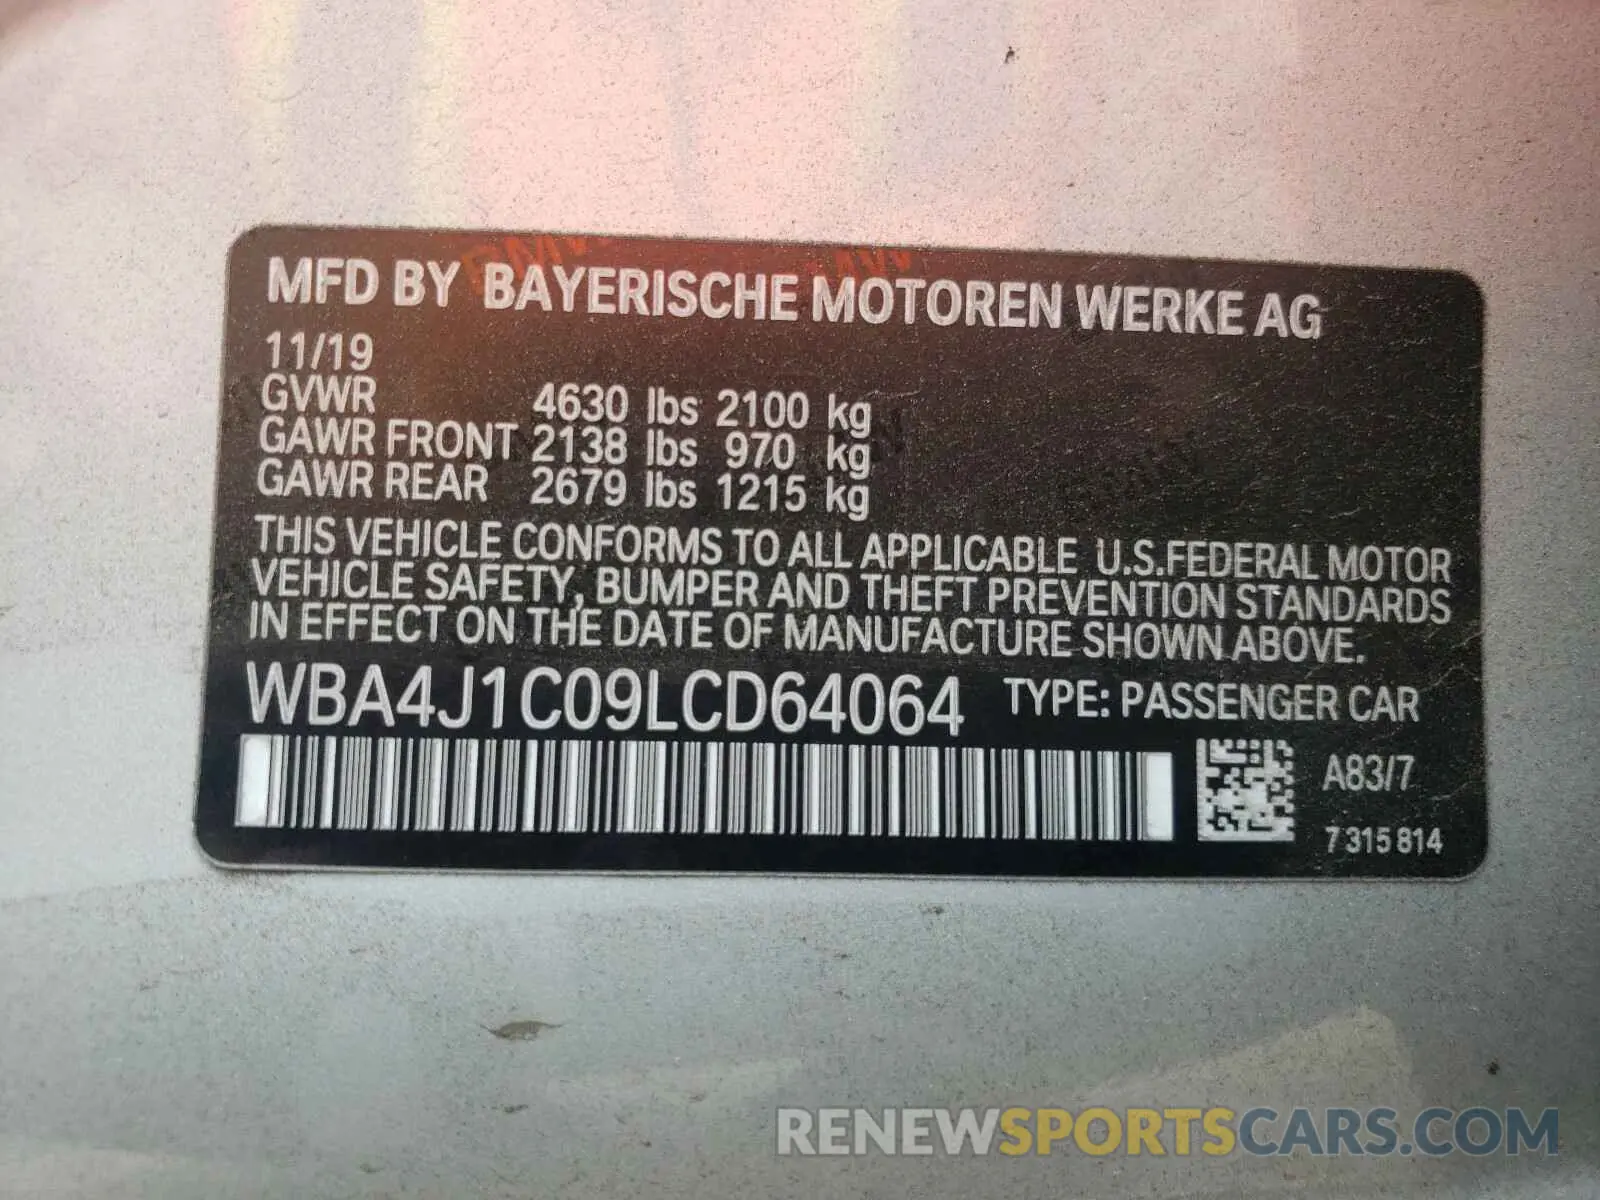 MFD BY BAYERISCHE MOTOREN WERKE AG
11/19
GVWR 4630 lbs 2100 kg
GAWR FRONT 2138 lbs 970 kg
GAWR REAR 2679 lbs 1215 kg
THIS VEHICLE CONFORMS TO ALL APPLICABLE U.S.FEDERAL MOTOR
VEHICLE SAFETY, BUMPER AND THEFT PREVENTION STANDARDS
IN EFFECT ON THE DATE OF MANUFACTURE SHOWN ABOVE.
WBA4J1C09LCD64064 TYPE: PASSENGER CAR
A83/7
7 315 814
RENEWSPORTSCARS.COM